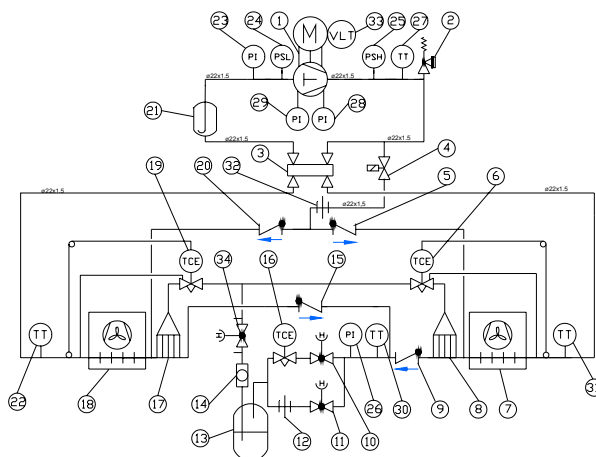 23 24 1 33 25 27 2
M VLT
PI PSL PSH TT
ø22x1,5 ø22x1,5
21 29 PI PI 28
ø22x1,5 ø22x1,5
19 20 32 3 4 5 6
ø22x1,5 ø22x1,5
ø22x1,5
TCE 34 16 15 TCE
TT H TCE H PI TT TT
22 18 17 14 26 30 9 8 7
13 12 H 11 10